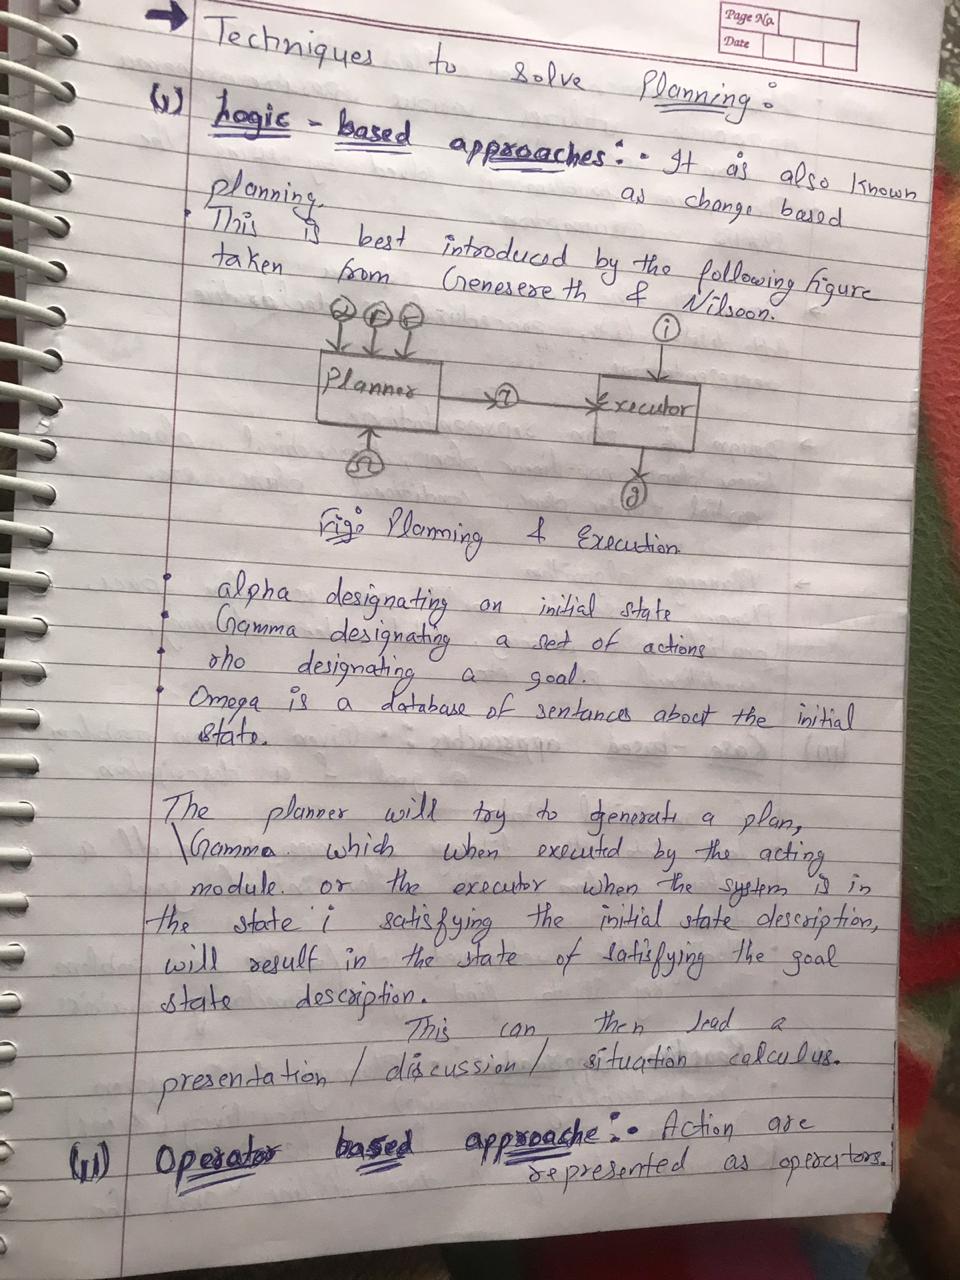 Page No.
Date
→ Techniques to solve Planning:
(i) Logic - based approaches:- It is also known
as change based
planning.
• This is best introduced by the following figure
taken from Genesereth & Nilsoon.
i
Planner
Executor
Ω
g
Fig: Planning & Execution
• alpha designating an initial state
• Gamma designating a set of actions
• rho designating a goal.
• Omega is a database of sentances about the initial
state.
The planner will try to generate a plan,
\Gamma which when executed by the acting
module. or the executor when the system is in
the state i satisfying the initial state description,
will result in the state of satisfying the goal
state description.
This can then lead a
presentation / discussion / situation calculus.
(ii) Operator based approache:- Action are
represented as operators.